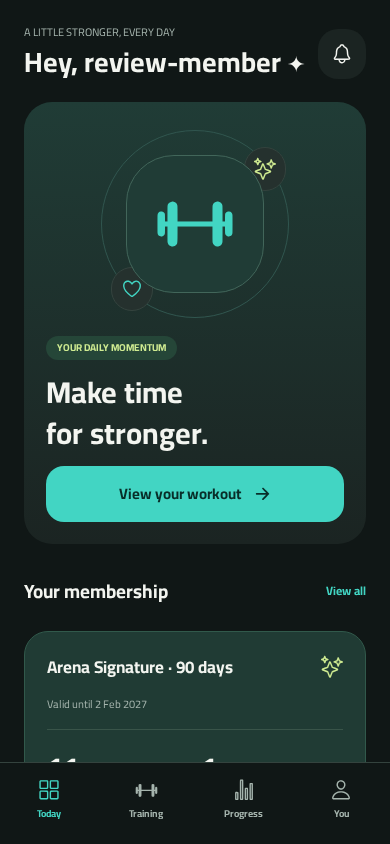 A LITTLE STRONGER, EVERY DAY
Hey, review-member ✦
YOUR DAILY MOMENTUM
Make time
for stronger.
View your workout →
Your membership
View all
Arena Signature · 90 days
Valid until 2 Feb 2027
Today
Training
Progress
You